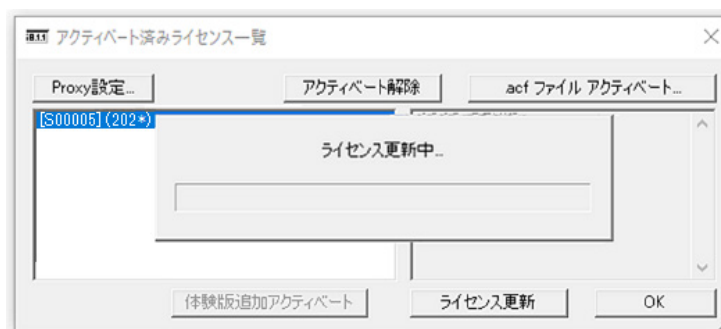 アクティベート済みライセンス一覧
Proxy設定...
アクティベート解除
acf ファイル アクティベート...
[S00005](202*)
ライセンス更新中...
体験版追加アクティベート
ライセンス更新
OK